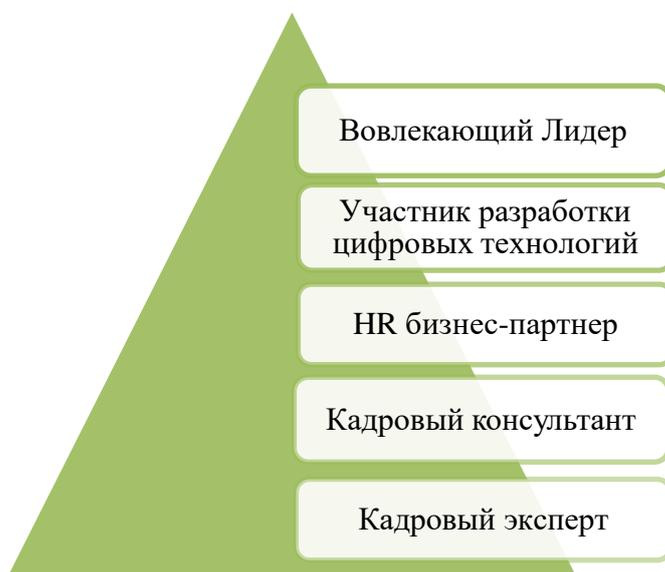 Вовлекающий Лидер
Участник разработки
цифровых технологий
HR бизнес-партнер
Кадровый консультант
Кадровый эксперт